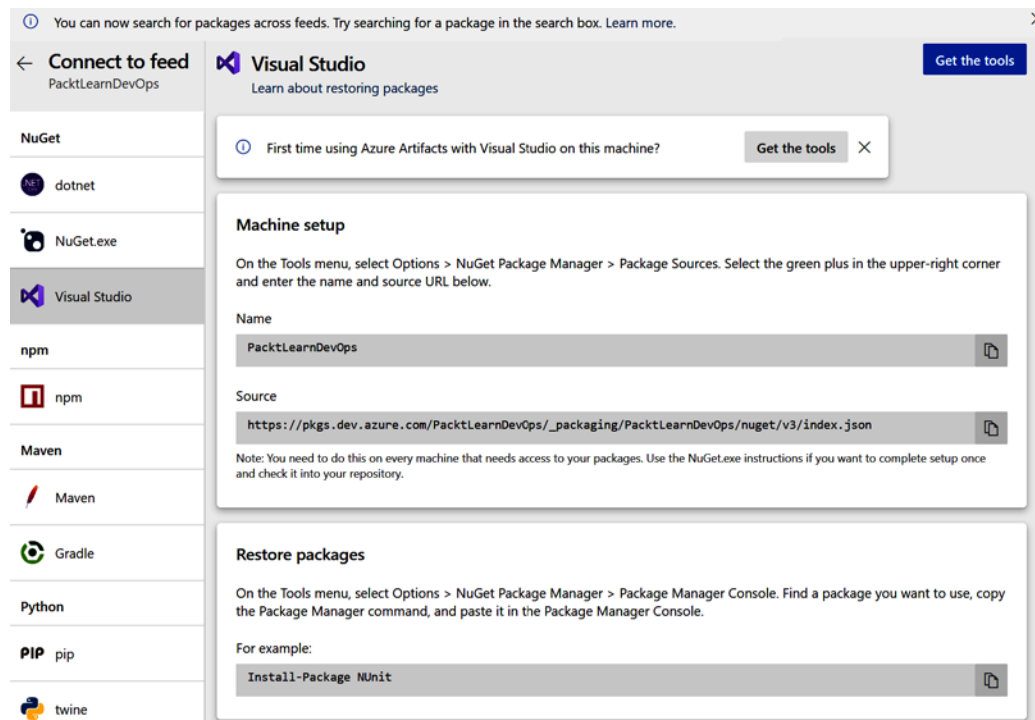 You can now search for packages across feeds. Try searching for a package in the search box. Learn more.
Connect to feed
PacktLearnDevOps
NuGet
.NET
dotnet
NuGet.exe
Visual Studio
npm
npm
Maven
Maven
Gradle
Python
PIP pip
twine
Visual Studio
Learn about restoring packages
Get the tools
First time using Azure Artifacts with Visual Studio on this machine?
Get the tools
Machine setup
On the Tools menu, select Options > NuGet Package Manager > Package Sources. Select the green plus in the upper-right corner
and enter the name and source URL below.
Name
PacktLearnDevOps
Source
https://pkgs.dev.azure.com/PacktLearnDevOps/_packaging/PacktLearnDevOps/nuget/v3/index.json
Note: You need to do this on every machine that needs access to your packages. Use the NuGet.exe instructions if you want to complete setup once
and check it into your repository.
Restore packages
On the Tools menu, select Options > NuGet Package Manager > Package Manager Console. Find a package you want to use, copy
the Package Manager command, and paste it in the Package Manager Console.
For example:
Install-Package NUnit